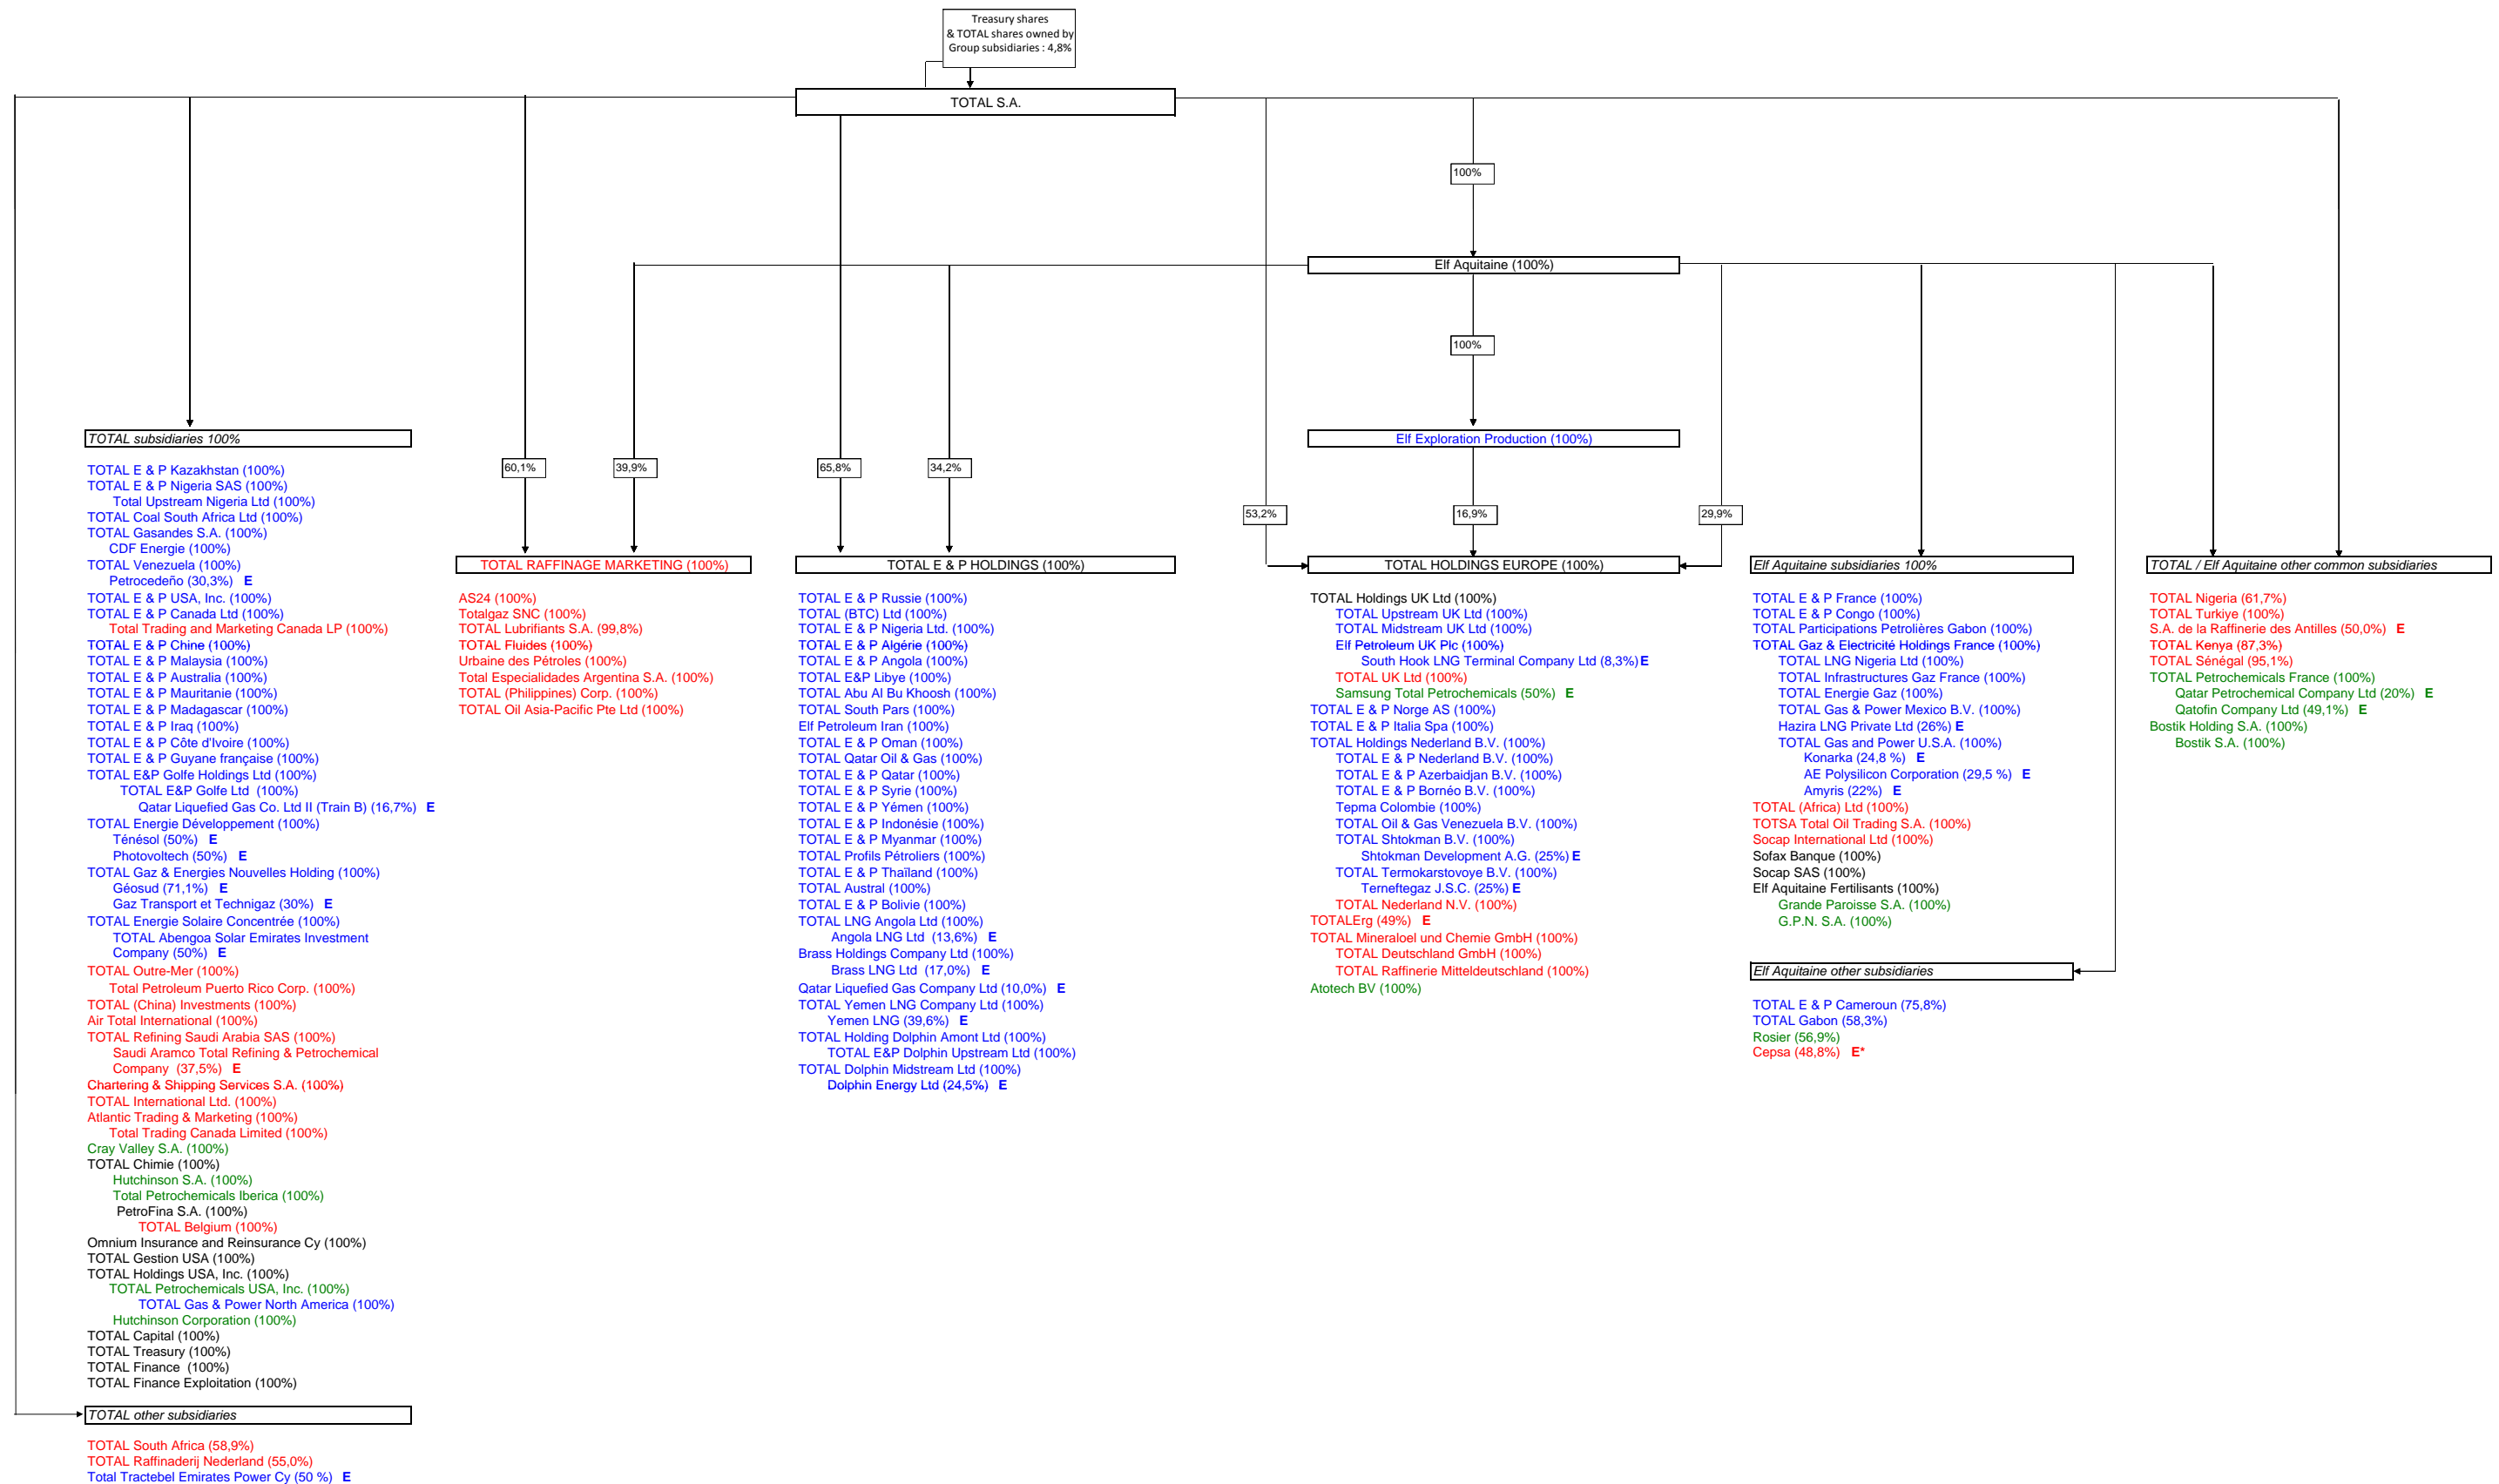 Treasury shares
& TOTAL shares owned by
Group subsidiaries : 4,8%
TOTAL S.A.
100%
Elf Aquitaine (100%)
100%
Elf Exploration Production (100%)
60,1%
39,9%
65,8%
34,2%
53,2%
16,9%
29,9%
TOTAL subsidiaries 100%
TOTAL E & P Kazakhstan (100%)
TOTAL E & P Nigeria SAS (100%)
Total Upstream Nigeria Ltd (100%)
TOTAL Coal South Africa Ltd (100%)
TOTAL Gasandes S.A. (100%)
CDF Energie (100%)
TOTAL Venezuela (100%)
Petrocedeño (30,3%) E
TOTAL E & P USA, Inc. (100%)
TOTAL E & P Canada Ltd (100%)
Total Trading and Marketing Canada LP (100%)
TOTAL E & P Chine (100%)
TOTAL E & P Malaysia (100%)
TOTAL E & P Australia (100%)
TOTAL E & P Mauritanie (100%)
TOTAL E & P Madagascar (100%)
TOTAL E & P Iraq (100%)
TOTAL E & P Côte d'Ivoire (100%)
TOTAL E & P Guyane française (100%)
TOTAL E&P Golfe Holdings Ltd (100%)
TOTAL E&P Golfe Ltd (100%)
Qatar Liquefied Gas Co. Ltd II (Train B) (16,7%) E
TOTAL Energie Développement (100%)
Ténésol (50%) E
Photovoltech (50%) E
TOTAL Gaz & Energies Nouvelles Holding (100%)
Géosud (71,1%) E
Gaz Transport et Technigaz (30%) E
TOTAL Energie Solaire Concentrée (100%)
TOTAL Abengoa Solar Emirates Investment
Company (50%) E
TOTAL Outre-Mer (100%)
Total Petroleum Puerto Rico Corp. (100%)
TOTAL (China) Investments (100%)
Air Total International (100%)
TOTAL Refining Saudi Arabia SAS (100%)
Saudi Aramco Total Refining & Petrochemical
Company (37,5%) E
Chartering & Shipping Services S.A. (100%)
TOTAL International Ltd. (100%)
Atlantic Trading & Marketing (100%)
Total Trading Canada Limited (100%)
Cray Valley S.A. (100%)
TOTAL Chimie (100%)
Hutchinson S.A. (100%)
Total Petrochemicals Iberica (100%)
PetroFina S.A. (100%)
TOTAL Belgium (100%)
Omnium Insurance and Reinsurance Cy (100%)
TOTAL Gestion USA (100%)
TOTAL Holdings USA, Inc. (100%)
TOTAL Petrochemicals USA, Inc. (100%)
TOTAL Gas & Power North America (100%)
Hutchinson Corporation (100%)
TOTAL Capital (100%)
TOTAL Treasury (100%)
TOTAL Finance (100%)
TOTAL Finance Exploitation (100%)
TOTAL other subsidiaries
TOTAL South Africa (58,9%)
TOTAL Raffinaderij Nederland (55,0%)
Total Tractebel Emirates Power Cy (50 %) E
TOTAL RAFFINAGE MARKETING (100%)
AS24 (100%)
Totalgaz SNC (100%)
TOTAL Lubrifiants S.A. (99,8%)
TOTAL Fluides (100%)
Urbaine des Pétroles (100%)
Total Especialidades Argentina S.A. (100%)
TOTAL (Philippines) Corp. (100%)
TOTAL Oil Asia-Pacific Pte Ltd (100%)
TOTAL E & P HOLDINGS (100%)
TOTAL E & P Russie (100%)
TOTAL (BTC) Ltd (100%)
TOTAL E & P Nigeria Ltd. (100%)
TOTAL E & P Algérie (100%)
TOTAL E & P Angola (100%)
TOTAL E&P Libye (100%)
TOTAL Abu Al Bu Khoosh (100%)
TOTAL South Pars (100%)
Elf Petroleum Iran (100%)
TOTAL E & P Oman (100%)
TOTAL Qatar Oil & Gas (100%)
TOTAL E & P Qatar (100%)
TOTAL E & P Syrie (100%)
TOTAL E & P Yémen (100%)
TOTAL E & P Indonésie (100%)
TOTAL E & P Myanmar (100%)
TOTAL Profils Pétroliers (100%)
TOTAL E & P Thaïland (100%)
TOTAL Austral (100%)
TOTAL E & P Bolivie (100%)
TOTAL LNG Angola Ltd (100%)
Angola LNG Ltd (13,6%) E
Brass Holdings Company Ltd (100%)
Brass LNG Ltd (17,0%) E
Qatar Liquefied Gas Company Ltd (10,0%) E
TOTAL Yemen LNG Company Ltd (100%)
Yemen LNG (39,6%) E
TOTAL Holding Dolphin Amont Ltd (100%)
TOTAL E&P Dolphin Upstream Ltd (100%)
TOTAL Dolphin Midstream Ltd (100%)
Dolphin Energy Ltd (24,5%) E
TOTAL HOLDINGS EUROPE (100%)
TOTAL Holdings UK Ltd (100%)
TOTAL Upstream UK Ltd (100%)
TOTAL Midstream UK Ltd (100%)
Elf Petroleum UK Plc (100%)
South Hook LNG Terminal Company Ltd (8,3%) E
TOTAL UK Ltd (100%)
Samsung Total Petrochemicals (50%) E
TOTAL E & P Norge AS (100%)
TOTAL E & P Italia Spa (100%)
TOTAL Holdings Nederland B.V. (100%)
TOTAL E & P Nederland B.V. (100%)
TOTAL E & P Azerbaidjan B.V. (100%)
TOTAL E & P Bornéo B.V. (100%)
Tepma Colombie (100%)
TOTAL Oil & Gas Venezuela B.V. (100%)
TOTAL Shtokman B.V. (100%)
Shtokman Development A.G. (25%) E
TOTAL Termokarstovoye B.V. (100%)
Terneftegaz J.S.C. (25%) E
TOTAL Nederland N.V. (100%)
TOTALErg (49%) E
TOTAL Mineraloel und Chemie GmbH (100%)
TOTAL Deutschland GmbH (100%)
TOTAL Raffinerie Mitteldeutschland (100%)
Atotech BV (100%)
Elf Aquitaine subsidiaries 100%
TOTAL E & P France (100%)
TOTAL E & P Congo (100%)
TOTAL Participations Petrolières Gabon (100%)
TOTAL Gaz & Electricité Holdings France (100%)
TOTAL LNG Nigeria Ltd (100%)
TOTAL Infrastructures Gaz France (100%)
TOTAL Energie Gaz (100%)
TOTAL Gas & Power Mexico B.V. (100%)
Hazira LNG Private Ltd (26%) E
TOTAL Gas and Power U.S.A. (100%)
Konarka (24,8 %) E
AE Polysilicon Corporation (29,5 %) E
Amyris (22%) E
TOTAL (Africa) Ltd (100%)
TOTSA Total Oil Trading S.A. (100%)
Socap International Ltd (100%)
Sofax Banque (100%)
Socap SAS (100%)
Elf Aquitaine Fertilisants (100%)
Grande Paroisse S.A. (100%)
G.P.N. S.A. (100%)
Elf Aquitaine other subsidiaries
TOTAL E & P Cameroun (75,8%)
TOTAL Gabon (58,3%)
Rosier (56,9%)
Cepsa (48,8%) E*
TOTAL / Elf Aquitaine other common subsidiaries
TOTAL Nigeria (61,7%)
TOTAL Turkiye (100%)
S.A. de la Raffinerie des Antilles (50,0%) E
TOTAL Kenya (87,3%)
TOTAL Sénégal (95,1%)
TOTAL Petrochemicals France (100%)
Qatar Petrochemical Company Ltd (20%) E
Qatofin Company Ltd (49,1%) E
Bostik Holding S.A. (100%)
Bostik S.A. (100%)